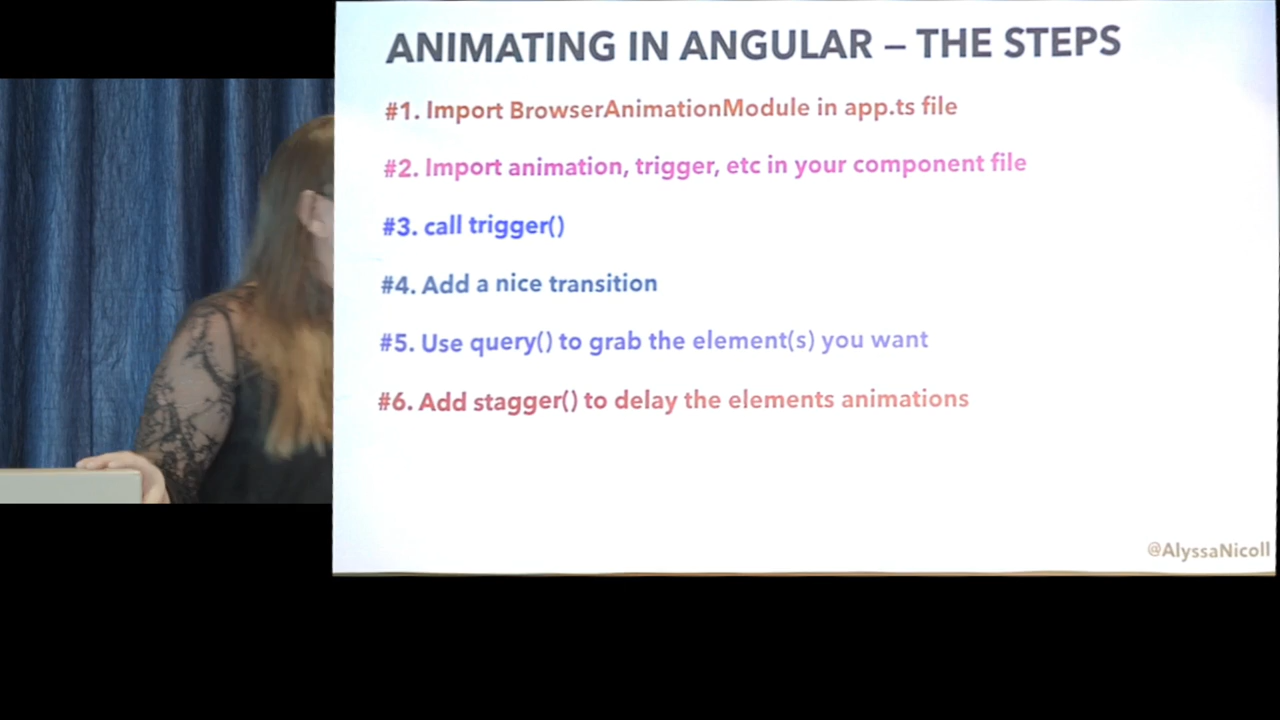 ANIMATING IN ANGULAR – THE STEPS
#1. Import BrowserAnimationModule in app.ts file
#2. Import animation, trigger, etc in your component file
#3. call trigger()
#4. Add a nice transition
#5. Use query() to grab the element(s) you want
#6. Add stagger() to delay the elements animations
@AlyssaNicoll